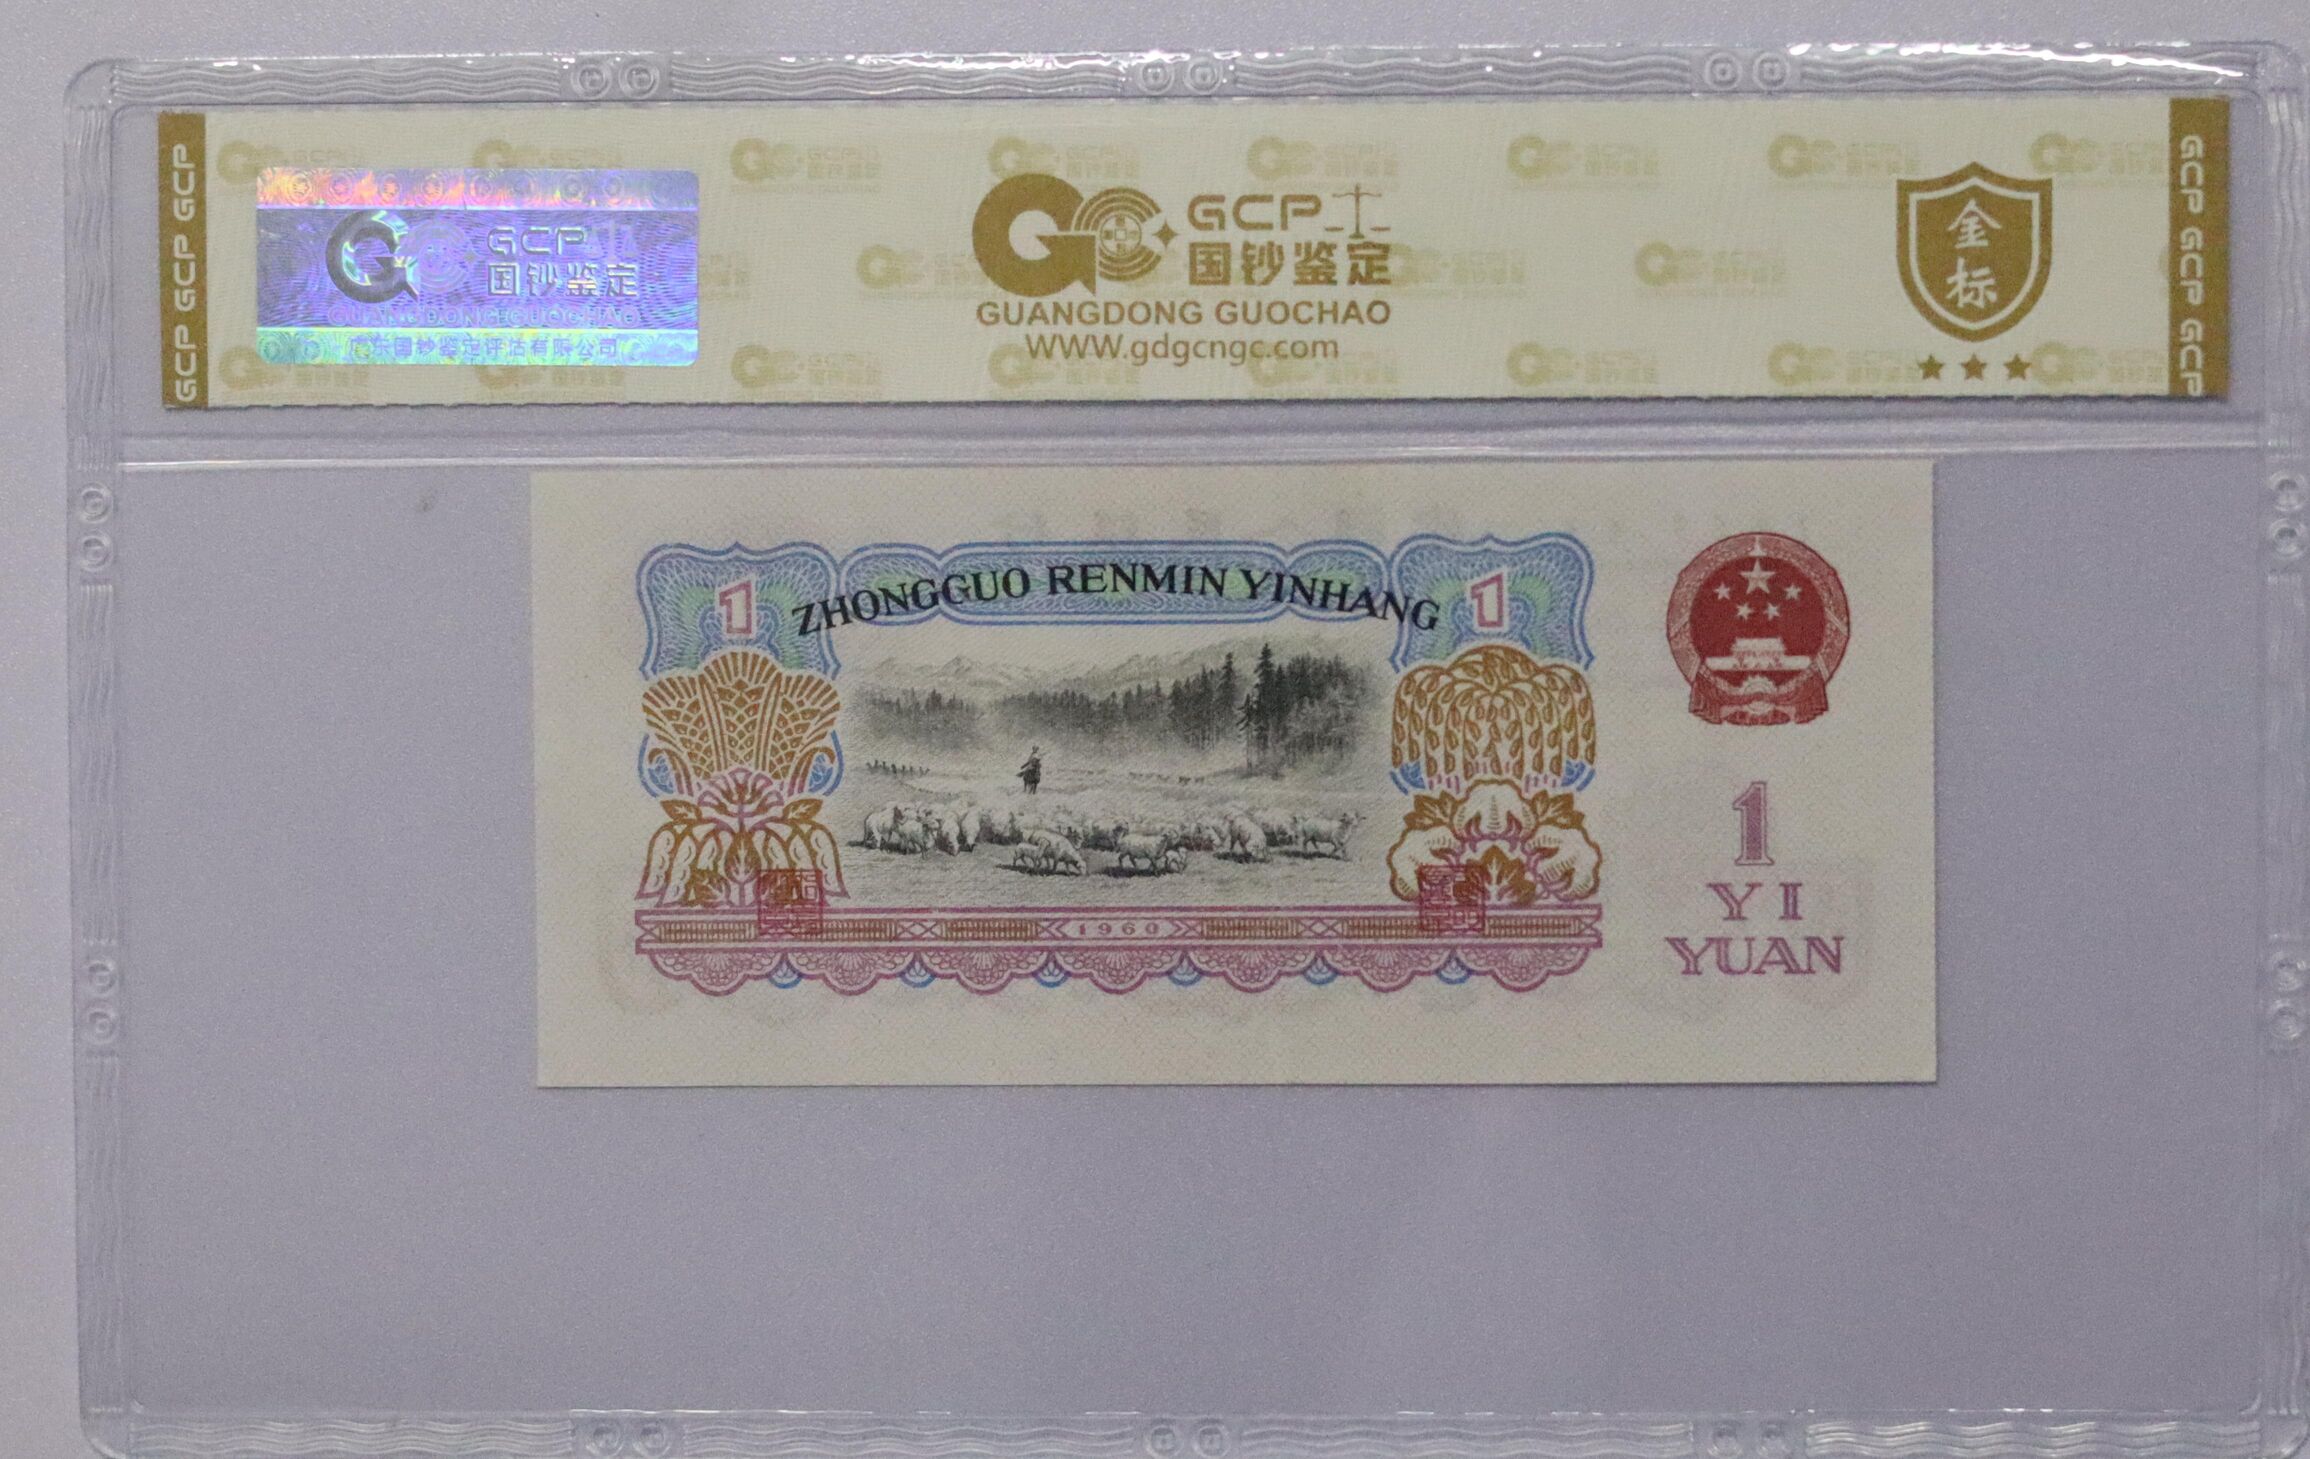 GCP GCP GCP
GCP
国钞鉴定
GUANGDONG GUOCHAO
广东国钞鉴定评估有限公司
GCP
国钞鉴定
GUANGDONG GUOCHAO
www.gdgcngc.com
金
标
GCP GCP GCP
ZHONGGUO RENMIN YINHANG
1
1
1960
1
YI
YUAN